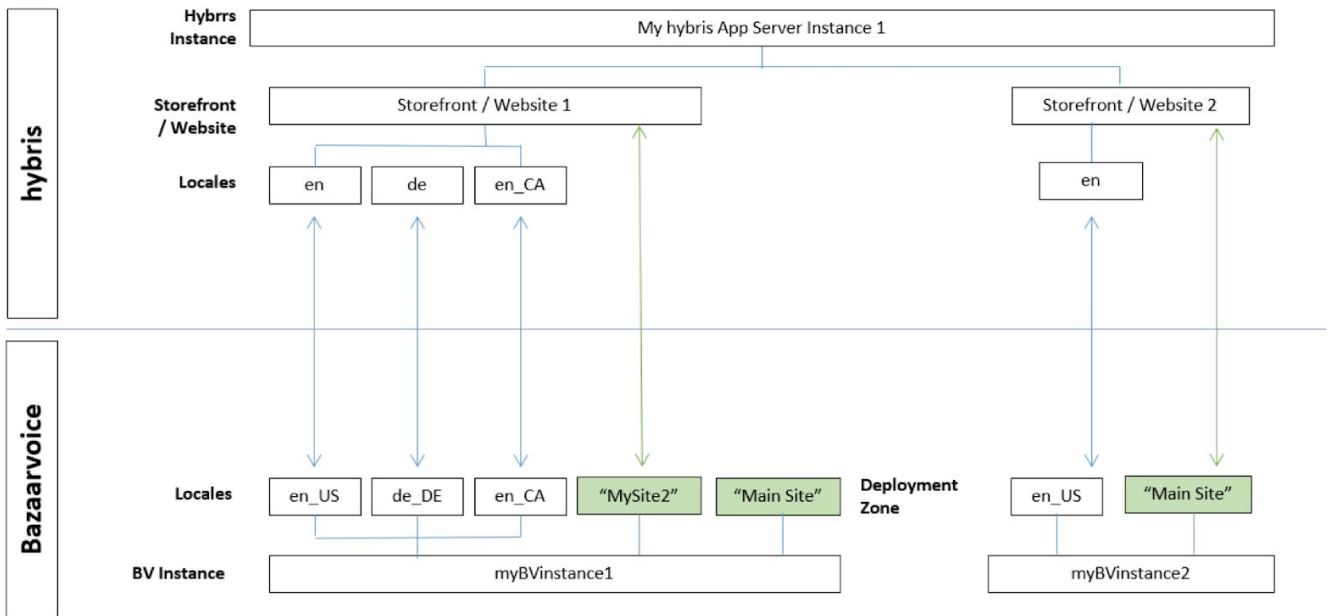 hybris
Hybrrs
Instance
My hybris App Server Instance 1
Storefront
/ Website
Storefront / Website 1
Storefront / Website 2
Locales
en
de
en_CA
en
Bazaarvoice
Locales
en_US
de_DE
en_CA
“MySite2”
“Main Site”
Deployment
Zone
en_US
“Main Site”
BV Instance
myBVinstance1
myBVinstance2